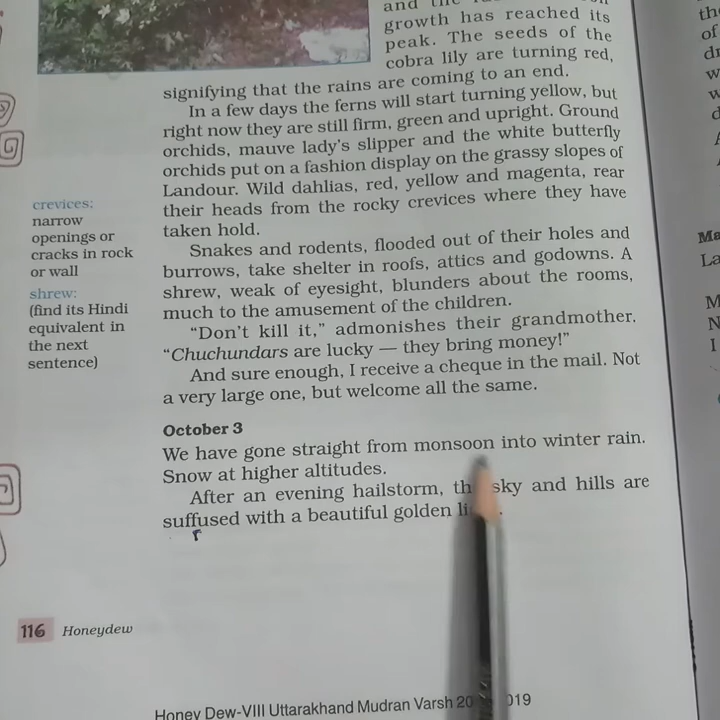 growth has reached its
peak. The seeds of the
cobra lily are turning red,
signifying that the rains are coming to an end.
In a few days the ferns will start turning yellow, but
right now they are still firm, green and upright. Ground
orchids, mauve lady's slipper and the white butterfly
orchids put on a fashion display on the grassy slopes of
Landour. Wild dahlias, red, yellow and magenta, rear
their heads from the rocky crevices where they have
taken hold.
crevices:
narrow
openings or
cracks in rock
or wall
Snakes and rodents, flooded out of their holes and
burrows, take shelter in roofs, attics and godowns. A
shrew, weak of eyesight, blunders about the rooms,
much to the amusement of the children.
shrew:
(find its Hindi
equivalent in
the next
sentence)
"Don't kill it," admonishes their grandmother.
"Chuchundars are lucky — they bring money!"
And sure enough, I receive a cheque in the mail. Not
a very large one, but welcome all the same.
October 3
We have gone straight from monsoon into winter rain.
Snow at higher altitudes.
After an evening hailstorm, sky and hills are
suffused with a beautiful golden
116 Honeydew
Honey Dew-VIII Uttarakhand Mudran Varsh